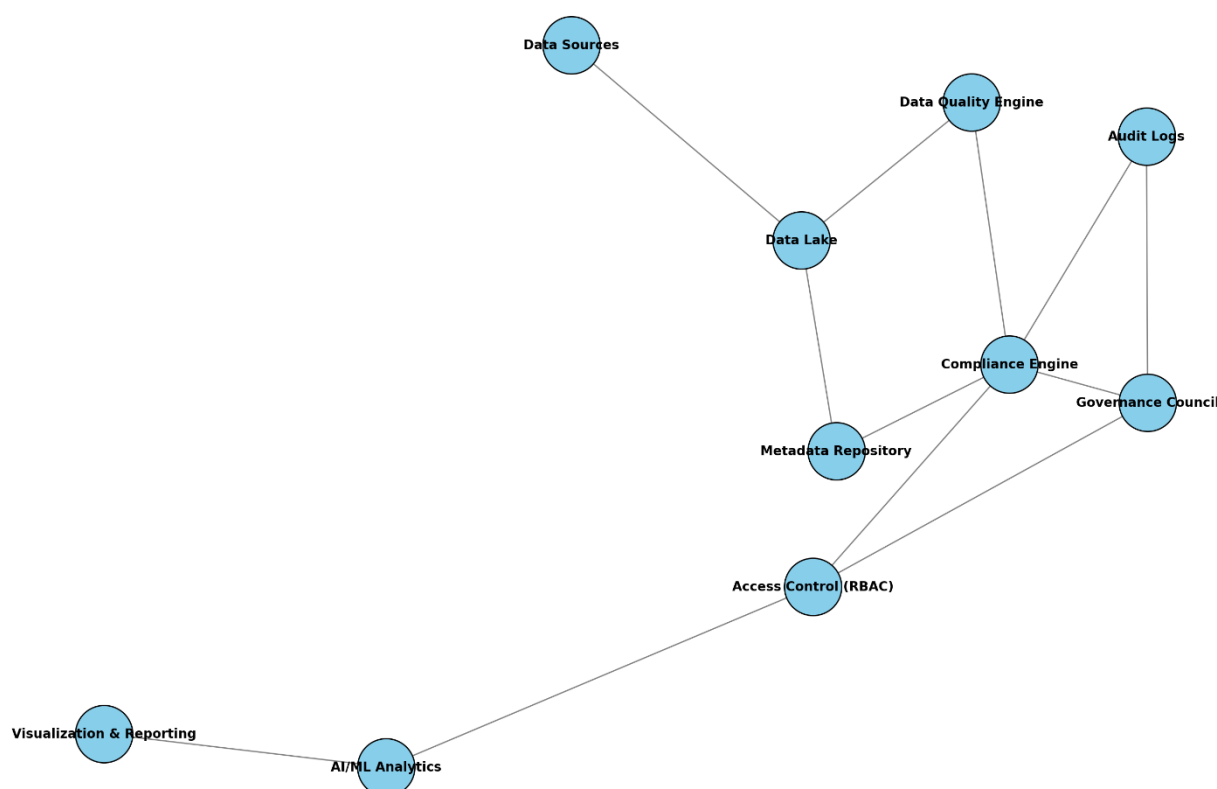 Data Sources
Data Quality Engine
Audit Logs
Data Lake
Compliance Engine
Governance Council
Metadata Repository
Access Control (RBAC)
Visualization & Reporting
AI/ML Analytics